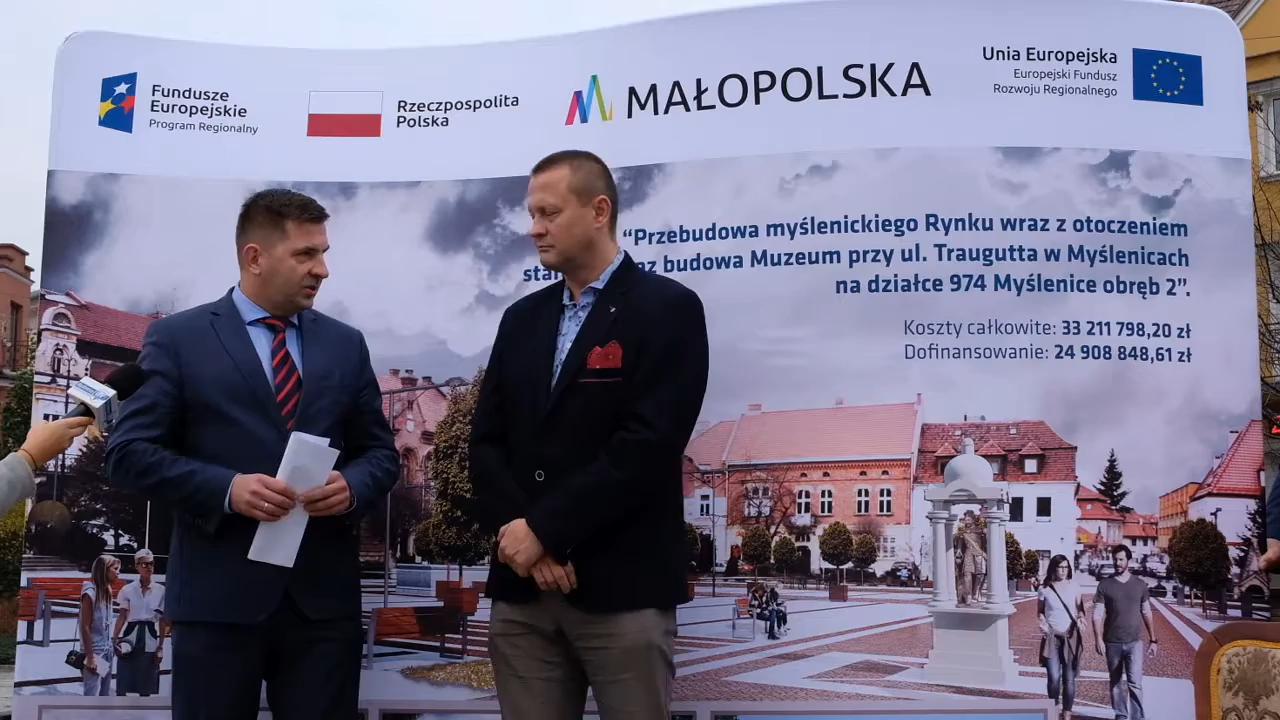 Fundusze
Europejskie
Program Regionalny
Rzeczpospolita
Polska
MAŁOPOLSKA
Unia Europejska
Europejski Fundusz
Rozwoju Regionalnego
“Przebudowa myślenickiego Rynku wraz z otoczeniem
budowa Muzeum przy ul. Traugutta w Myślenicach
na działce 974 Myślenice obręb 2”.
Koszty całkowite: 33 211 798,20 zł
Dofinansowanie: 24 908 848,61 zł